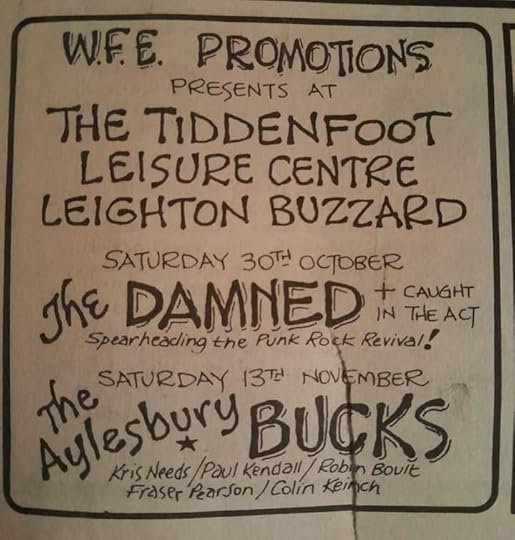 W.F.E. PROMOTIONS
PRESENTS AT
THE TIDDENFOOT
LEISURE CENTRE
LEIGHTON BUZZARD
SATURDAY 30TH OCTOBER
The DAMNED + CAUGHT IN THE ACT
Spearheading the Punk Rock Revival!
SATURDAY 13TH NOVEMBER
The Aylesbury BUCKS
Kris Needs / Paul Kendall / Robin Bouit
Fraser Pearson / Colin Keinch